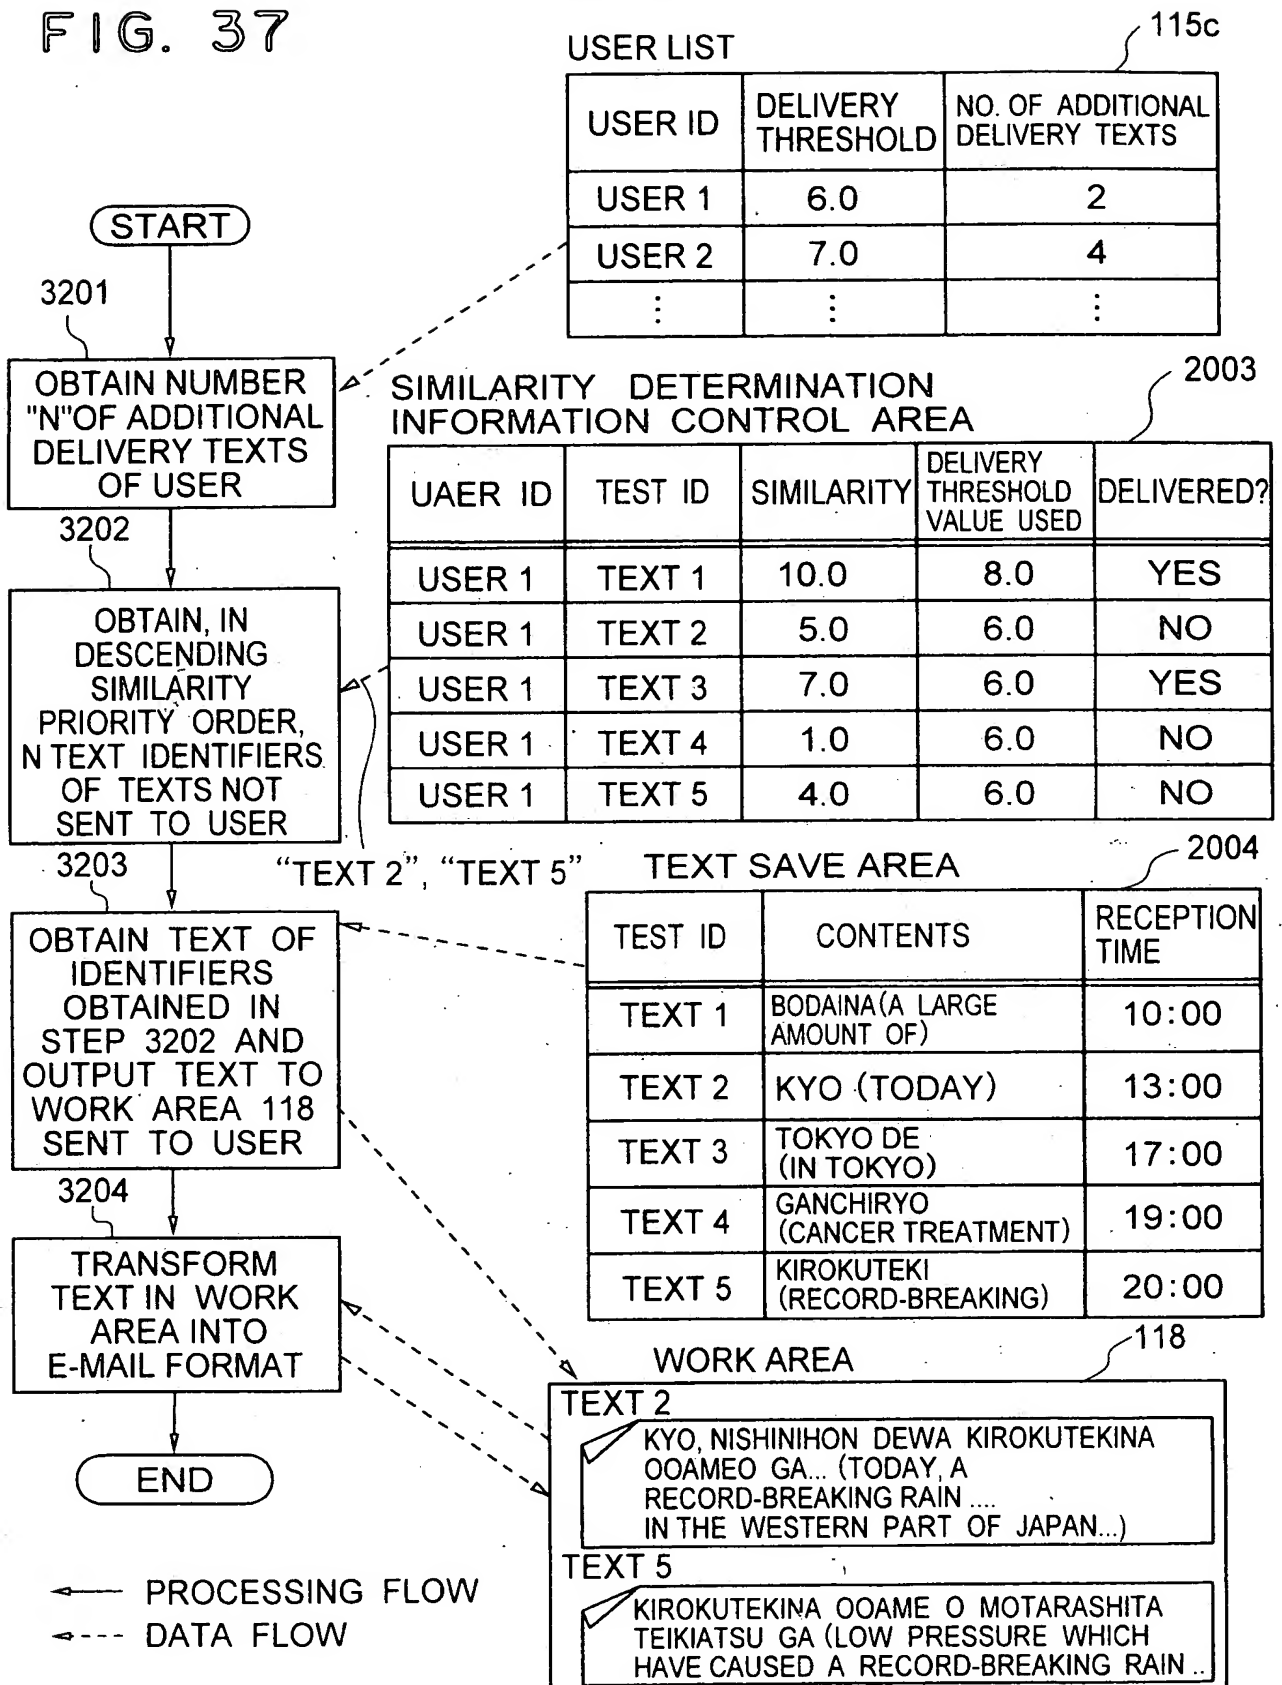 FIG. 37
115c
USER LIST
USER ID
DELIVERY
THRESHOLD
NO. OF ADDITIONAL
DELIVERY TEXTS
USER 1
6.0
2
USER 2
7.0
4
START
3201
OBTAIN NUMBER
"N"OF ADDITIONAL
DELIVERY TEXTS
OF USER
3202
OBTAIN, IN
DESCENDING
SIMILARITY
PRIORITY ORDER,
N TEXT IDENTIFIERS
OF TEXTS NOT
SENT TO USER
3203
OBTAIN TEXT OF
IDENTIFIERS
OBTAINED IN
STEP 3202 AND
OUTPUT TEXT TO
WORK AREA 118
SENT TO USER
3204
TRANSFORM
TEXT IN WORK
AREA INTO
E-MAIL FORMAT
END
PROCESSING FLOW
DATA FLOW
SIMILARITY DETERMINATION
INFORMATION CONTROL AREA
2003
UAER ID
TEST ID
SIMILARITY
DELIVERY
THRESHOLD
VALUE USED
DELIVERED?
USER 1
TEXT 1
10.0
8.0
YES
USER 1
TEXT 2
5.0
6.0
NO
USER 1
TEXT 3
7.0
6.0
YES
USER 1
TEXT 4
1.0
6.0
NO
USER 1
TEXT 5
4.0
6.0
NO
"TEXT 2", "TEXT 5"
TEXT SAVE AREA
2004
TEST ID
CONTENTS
RECEPTION
TIME
TEXT 1
BODAINA(A LARGE
AMOUNT OF)
10:00
TEXT 2
KYO (TODAY)
13:00
TEXT 3
TOKYO DE
(IN TOKYO)
17:00
TEXT 4
GANCHIRYO
(CANCER TREATMENT)
19:00
TEXT 5
KIROKUTEKI
(RECORD-BREAKING)
20:00
WORK AREA
118
TEXT 2
KYO, NISHINIHON DEWA KIROKUTEKINA
OOAMEO GA... (TODAY, A
RECORD-BREAKING RAIN ....
IN THE WESTERN PART OF JAPAN...)
TEXT 5
KIROKUTEKINA OOAME O MOTARASHITA
TEIKIATSU GA (LOW PRESSURE WHICH
HAVE CAUSED A RECORD-BREAKING RAIN ..